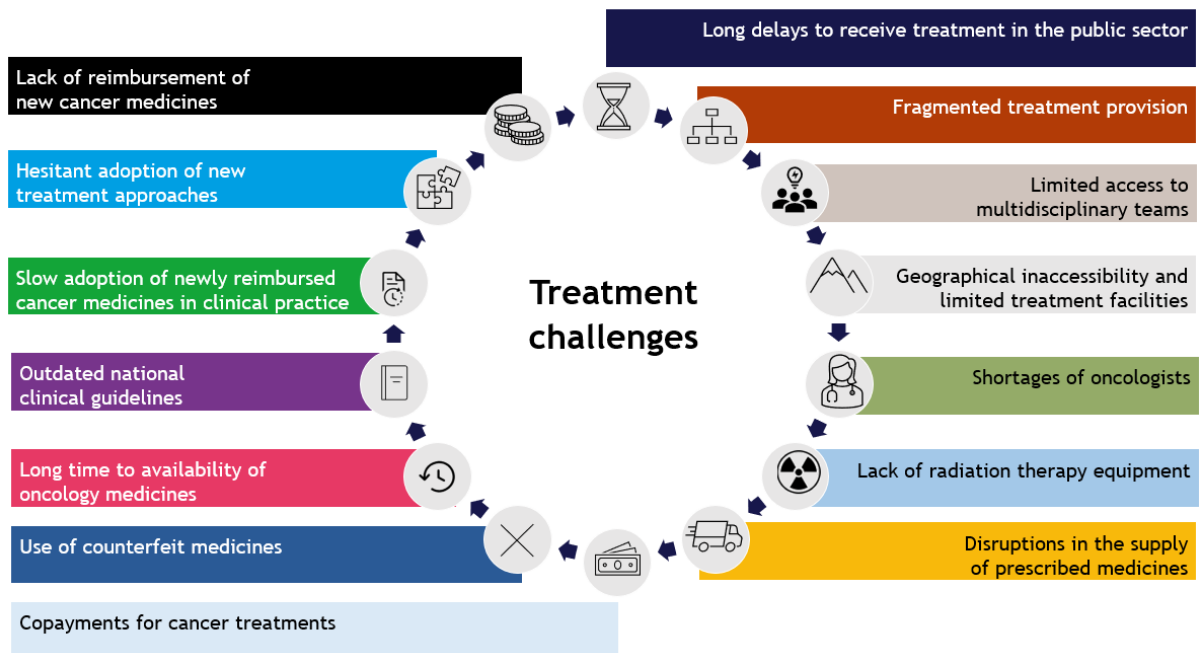 Long delays to receive treatment in the public sector
Lack of reimbursement of
new cancer medicines
Fragmented treatment provision
Hesitant adoption of new
treatment approaches
Limited access to
multidisciplinary teams
Slow adoption of newly reimbursed
cancer medicines in clinical practice
Geographical inaccessibility and
limited treatment facilities
Treatment
challenges
Outdated national
clinical guidelines
Shortages of oncologists
Long time to availability of
oncology medicines
Lack of radiation therapy equipment
Use of counterfeit medicines
Disruptions in the supply
of prescribed medicines
Copayments for cancer treatments